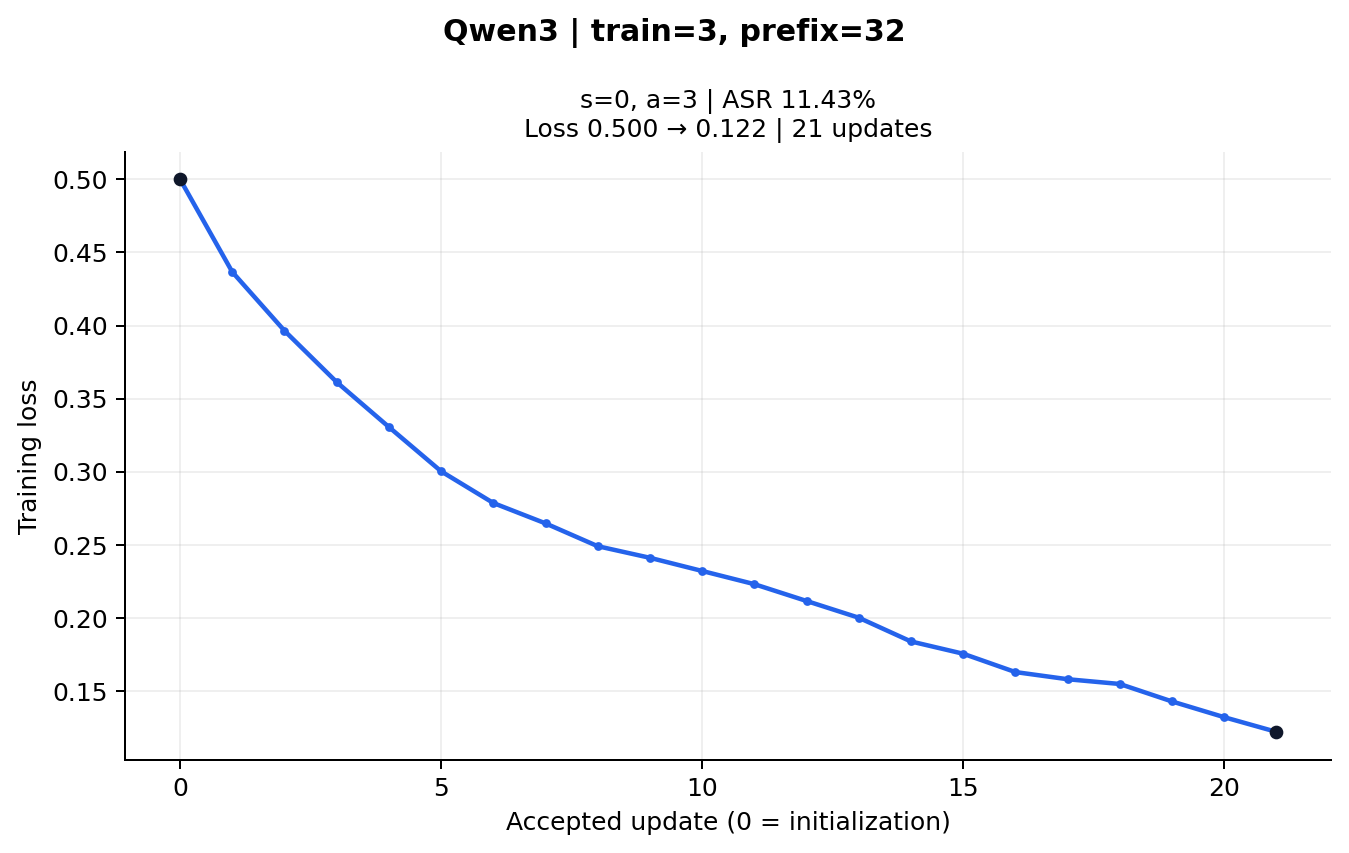 Qwen3 | train=3, prefix=32
s=0, a=3 | ASR 11.43%
Loss 0.500 → 0.122 | 21 updates
0.50
0.45
0.40
0.35
0.30
0.25
0.20
0.15
Training loss
0 5 10 15 20
Accepted update (0 = initialization)